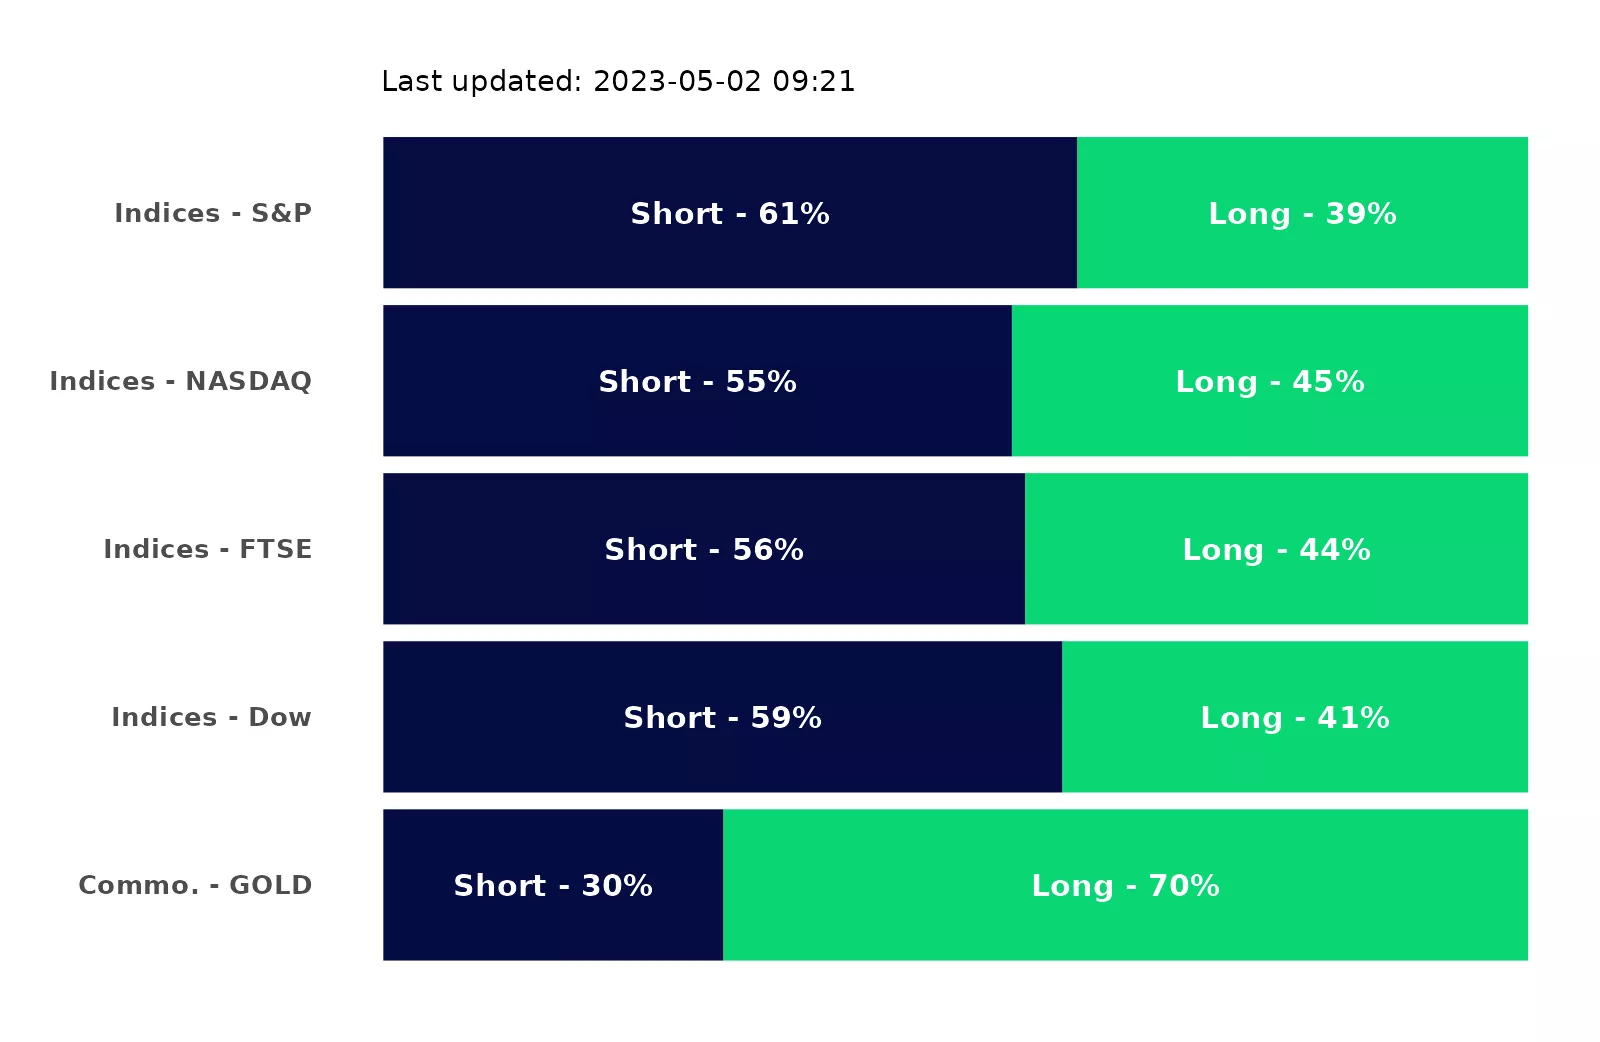 Last updated: 2023-05-02 09:21
Indices - S&P
Short - 61%
Long - 39%
Indices - NASDAQ
Short - 55%
Long - 45%
Indices - FTSE
Short - 56%
Long - 44%
Indices - Dow
Short - 59%
Long - 41%
Commo. - GOLD
Short - 30%
Long - 70%